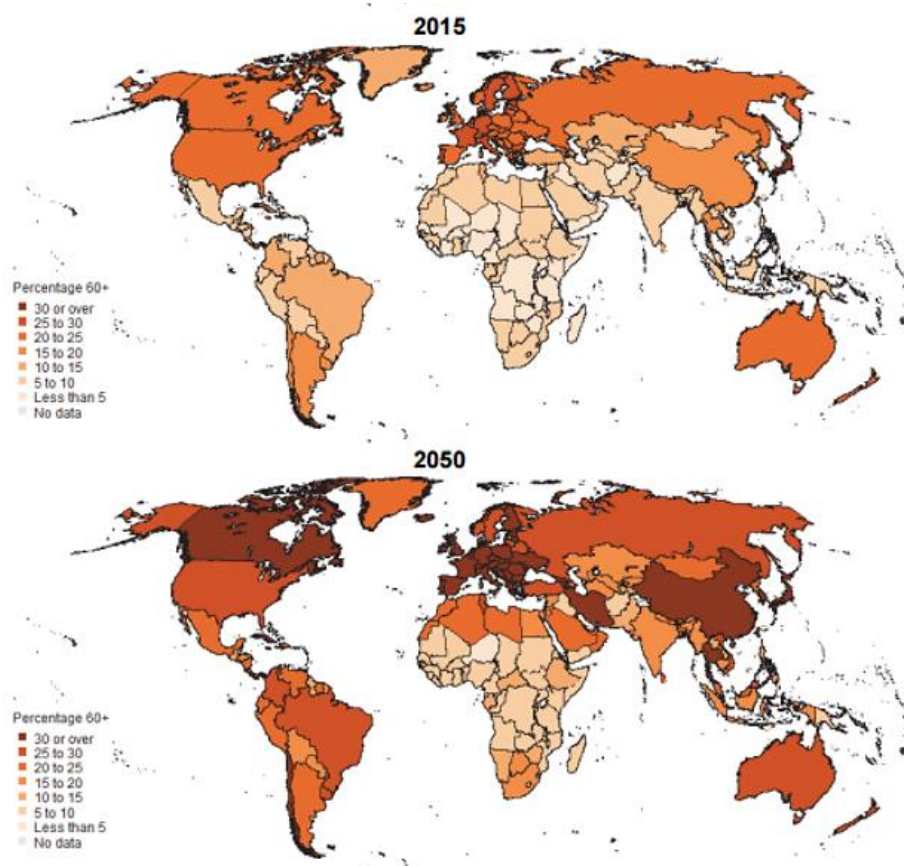 2015
Percentage 60+
30 or over
25 to 30
20 to 25
15 to 20
10 to 15
5 to 10
Less than 5
No data
2050
Percentage 60+
30 or over
25 to 30
20 to 25
15 to 20
10 to 15
5 to 10
Less than 5
No data